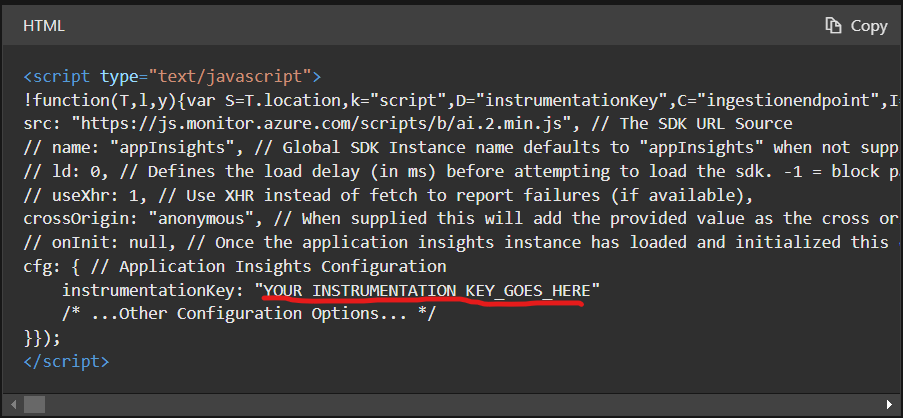 HTML
Copy
<script type="text/javascript">
!function(T,l,y){var S=T.location,k="script",D="instrumentationKey",C="ingestionendpoint",I
src: "https://js.monitor.azure.com/scripts/b/ai.2.min.js", // The SDK URL Source
// name: "appInsights", // Global SDK Instance name defaults to "appInsights" when not supp
// ld: 0, // Defines the load delay (in ms) before attempting to load the sdk. -1 = block p
// useXhr: 1, // Use XHR instead of fetch to report failures (if available),
crossOrigin: "anonymous", // When supplied this will add the provided value as the cross or
// onInit: null, // Once the application insights instance has loaded and initialized this
cfg: { // Application Insights Configuration
    instrumentationKey: "YOUR_INSTRUMENTATION_KEY_GOES_HERE"
    /* ...Other Configuration Options... */
}});
</script>